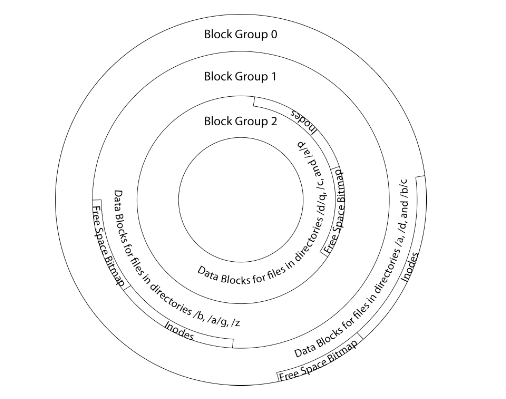 Block Group 0
Block Group 1
Block Group 2
Inodes
Free Space Bitmap
Data Blocks for files in directories /d/q, /c, and /a/p
Data Blocks for files in directories /b, /a/g, /z
Free Space Bitmap
Inodes
Data Blocks for files in directories /a, /d, and /b/c
Inodes
Free Space Bitmap